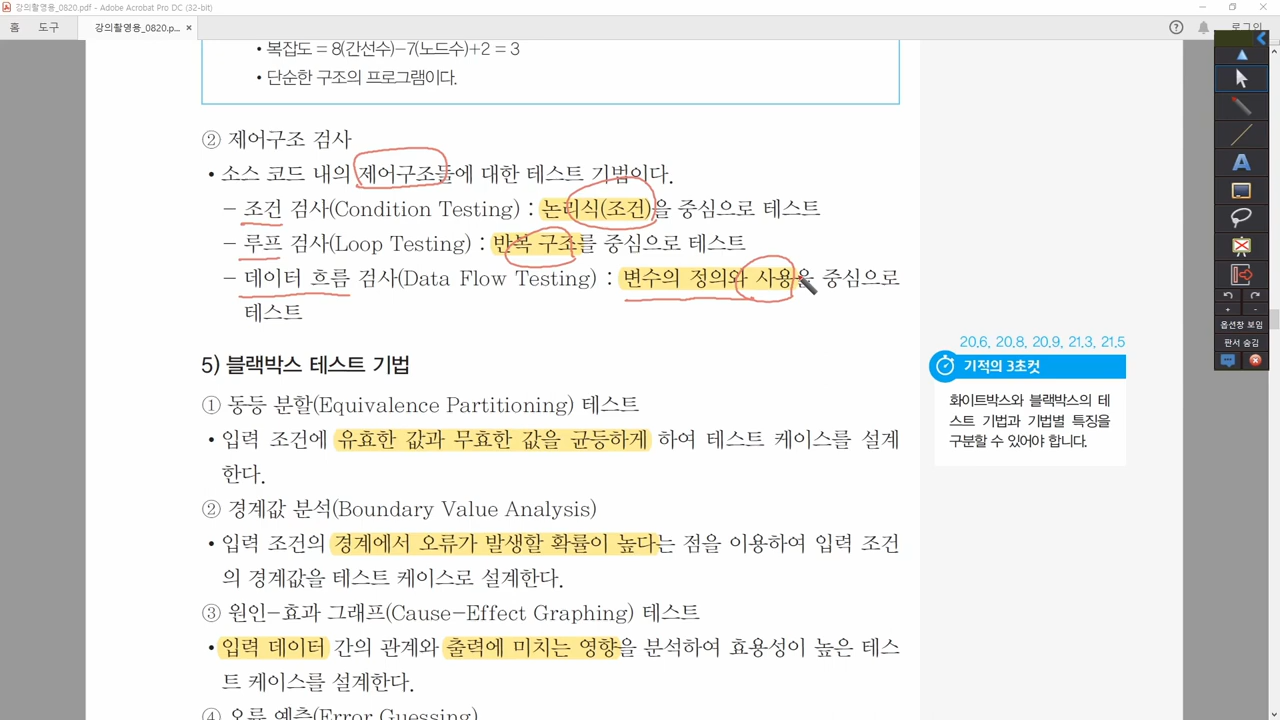 강의촬영용_0820.pdf - Adobe Acrobat Pro DC (32-bit)
홈 도구 강의촬영용_0820.p... × 로그인
• 복잡도 = 8(간선수)-7(노드수)+2 = 3
• 단순한 구조의 프로그램이다.
② 제어구조 검사
• 소스 코드 내의 제어구조들에 대한 테스트 기법이다.
- 조건 검사(Condition Testing) : 논리식(조건)을 중심으로 테스트
- 루프 검사(Loop Testing) : 반복 구조를 중심으로 테스트
- 데이터 흐름 검사(Data Flow Testing) : 변수의 정의와 사용을 중심으로
테스트
5) 블랙박스 테스트 기법
① 동등 분할(Equivalence Partitioning) 테스트
• 입력 조건에 유효한 값과 무효한 값을 균등하게 하여 테스트 케이스를 설계
한다.
② 경계값 분석(Boundary Value Analysis)
• 입력 조건의 경계에서 오류가 발생할 확률이 높다는 점을 이용하여 입력 조건
의 경계값을 테스트 케이스로 설계한다.
③ 원인-효과 그래프(Cause-Effect Graphing) 테스트
• 입력 데이터 간의 관계와 출력에 미치는 영향을 분석하여 효용성이 높은 테스
트 케이스를 설계한다.
④ 오류 예측(Error Guessing)
20.6, 20.8, 20.9, 21.3, 21.5
기적의 3초컷
화이트박스와 블랙박스의 테
스트 기법과 기법별 특징을
구분할 수 있어야 합니다.
A
+ -
옵션창 보임
판서 숨김